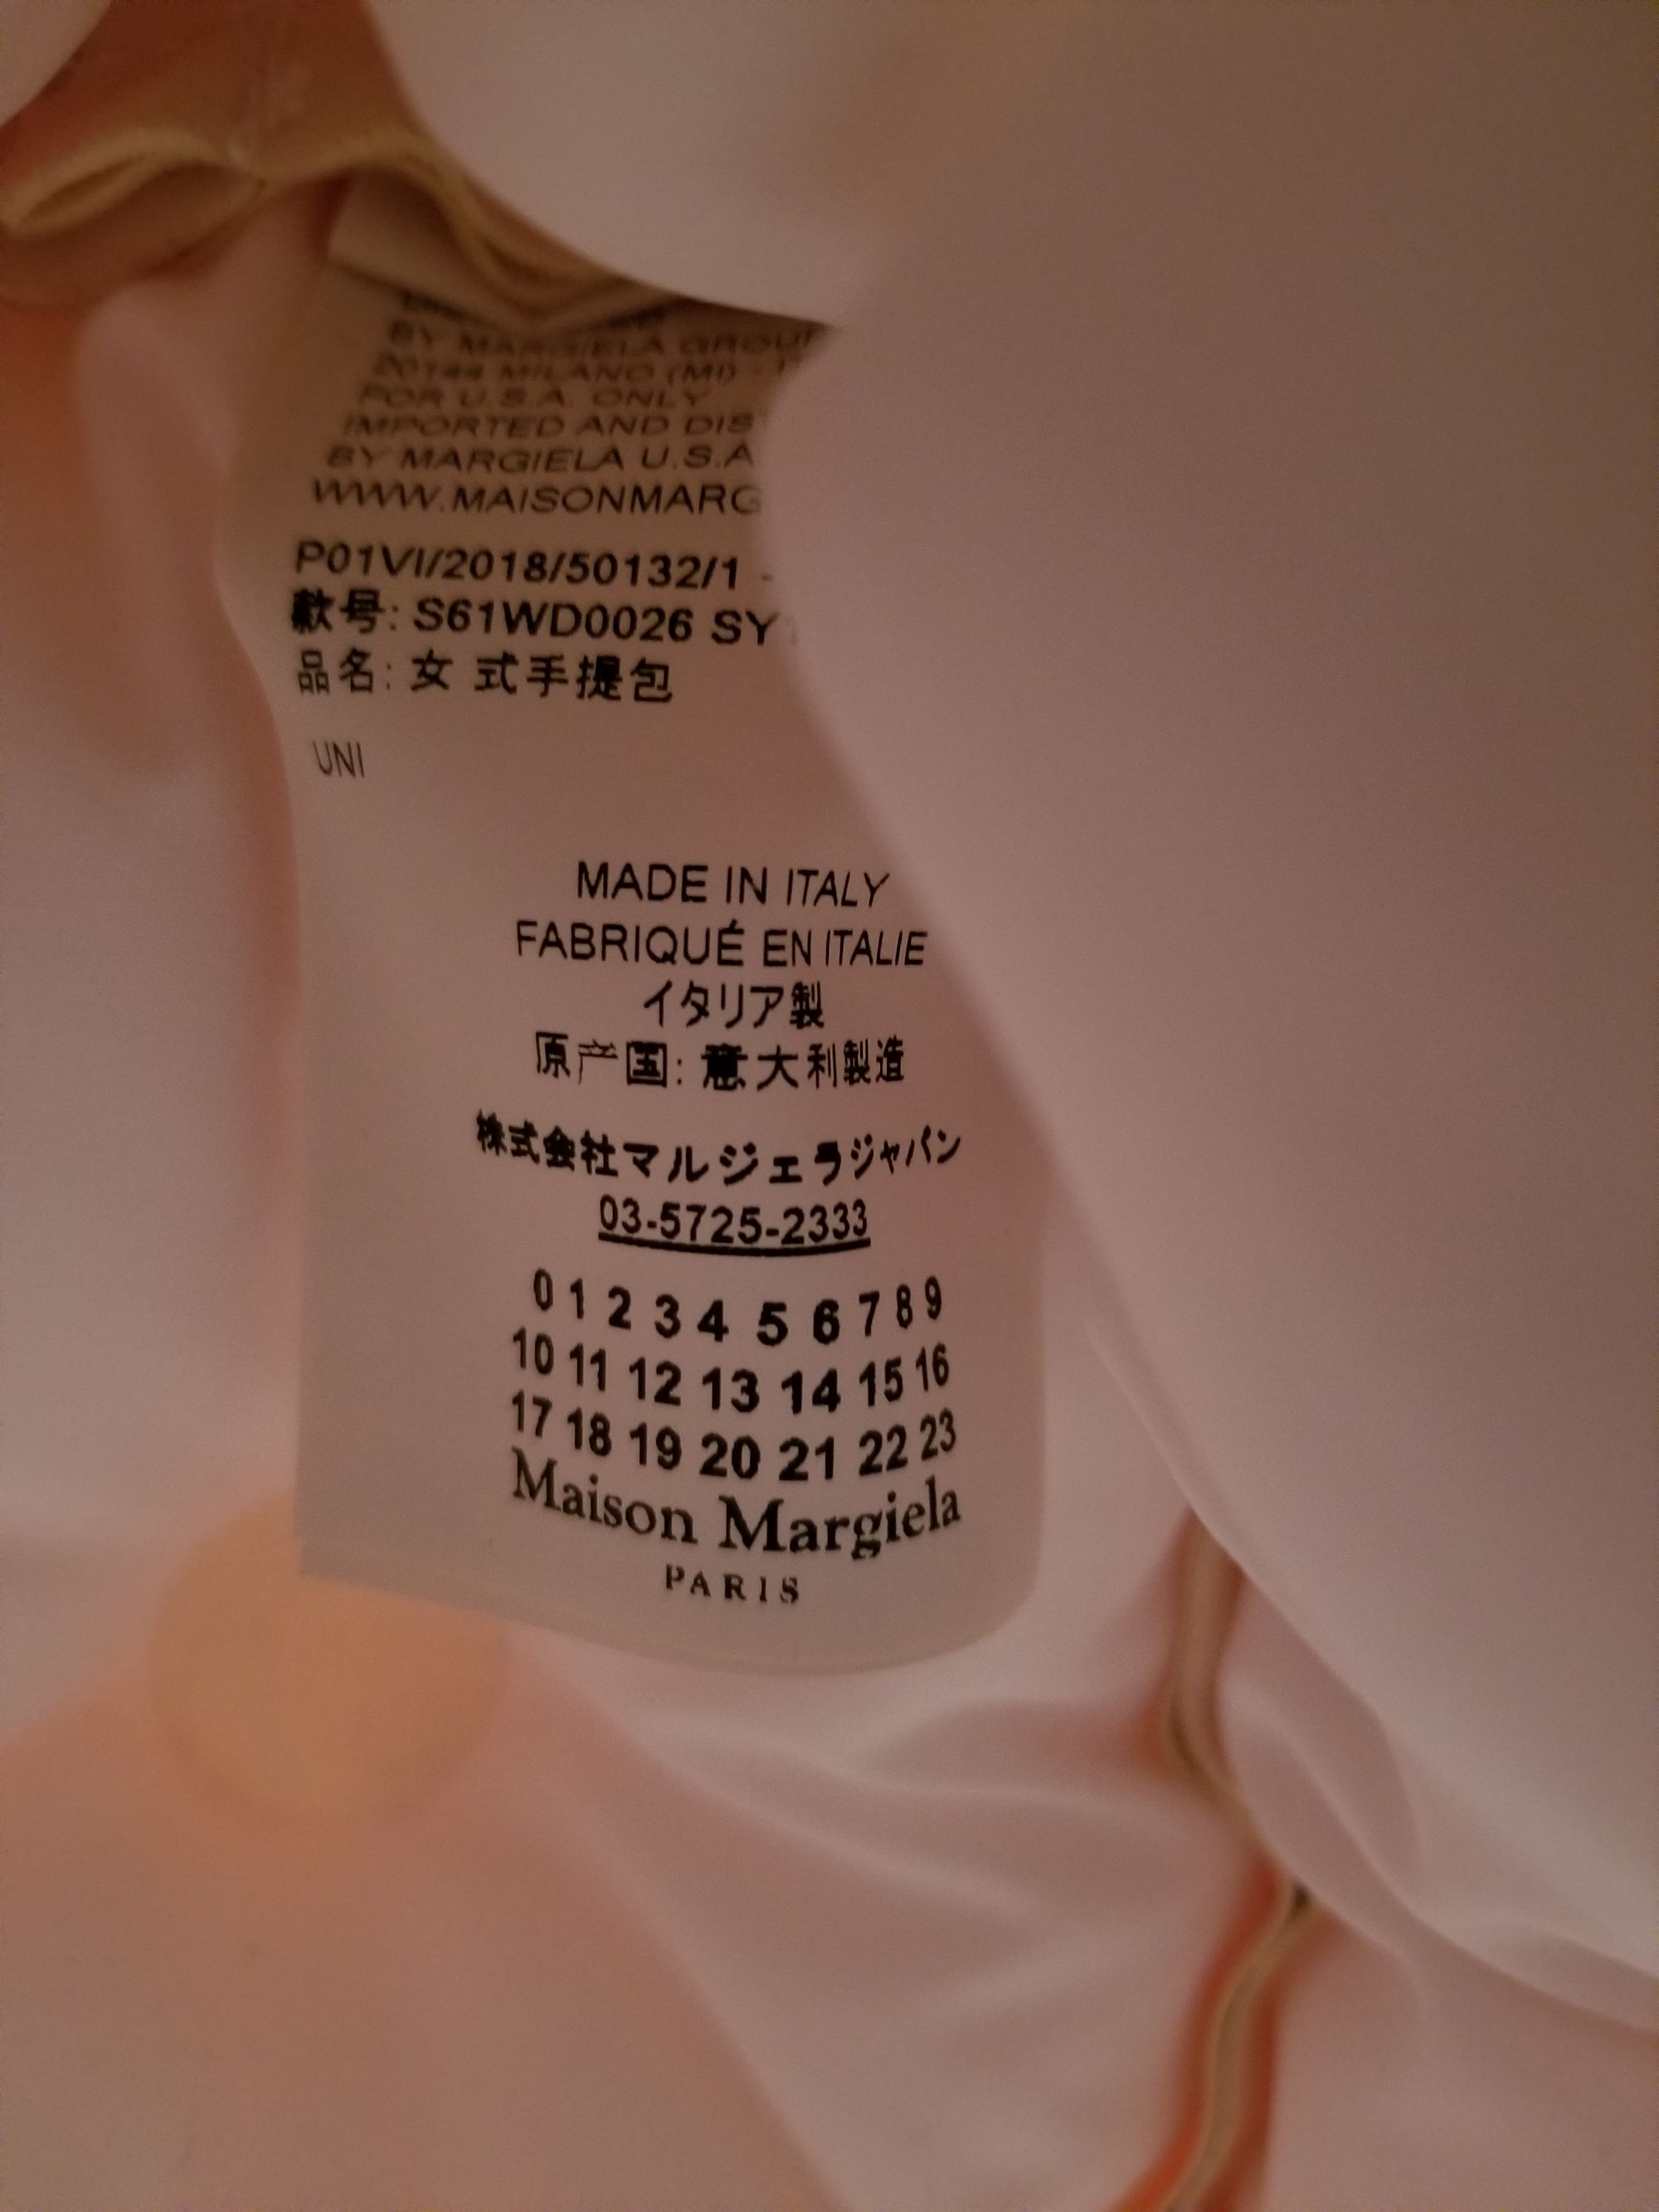 BY MARGIELA GROUP
20144 MILANO (MI) -
FOR U.S.A. ONLY
IMPORTED AND DIS
BY MARGIELA U.S.A
WWW.MAISONMARG
P01VI/2018/50132/1 -
款号: S61WD0026 SY
品名: 女 式手提包
UNI
MADE IN ITALY
FABRIQUÉ EN ITALIE
イタリア製
原产国: 意大利製造
株式会社マルジェラジャパン
03-5725-2333
0 1 2 3 4 5 6 7 8 9
10 11 12 13 14 15 16
17 18 19 20 21 22 23
Maison Margiela
PARIS